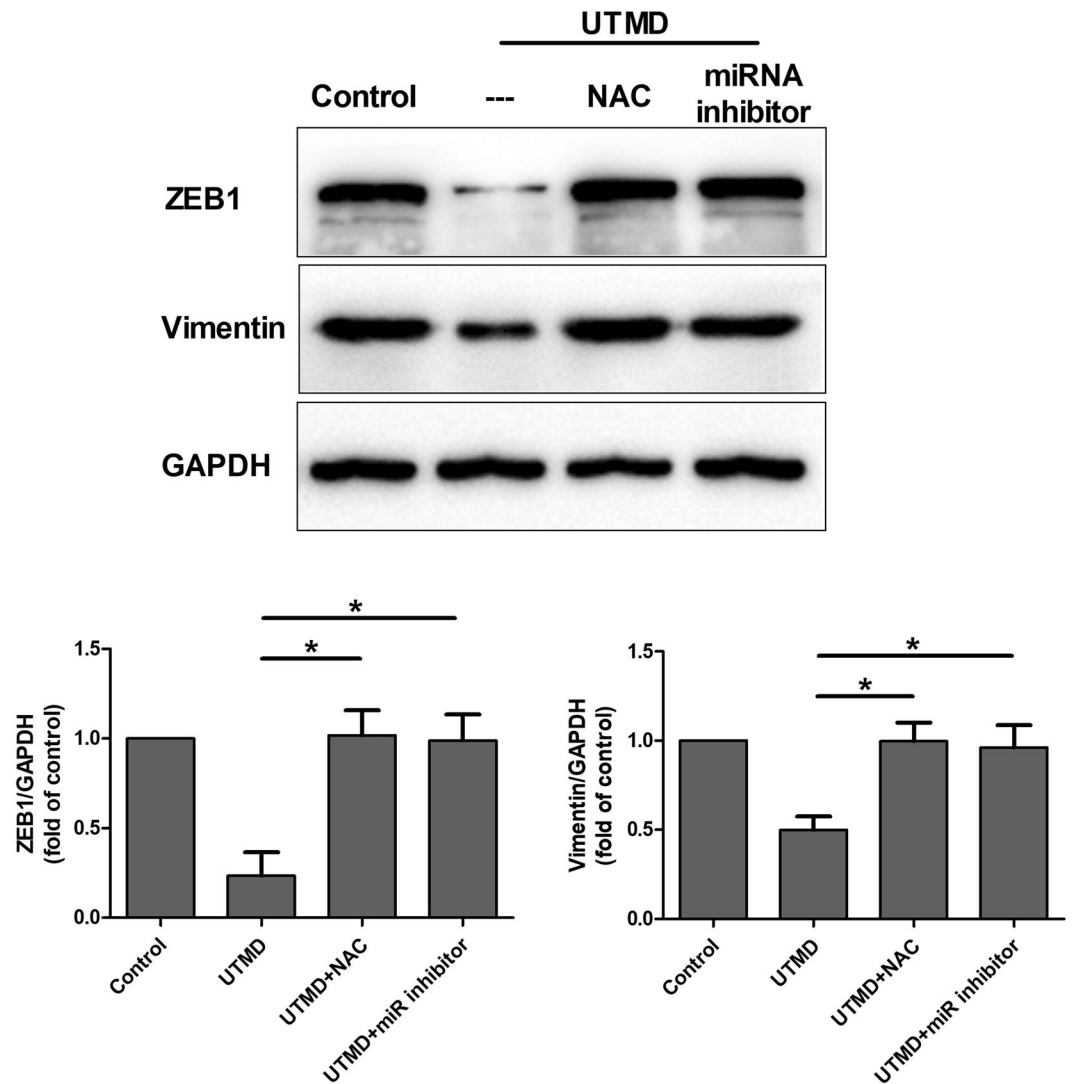 UTMD
Control --- NAC miRNA inhibitor
ZEB1
Vimentin
GAPDH
*
*
1.5
1.0
0.5
0.0
ZEB1/GAPDH
(fold of control)
Control
UTMD
UTMD+NAC
UTMD+miR inhibitor
*
*
1.5
1.0
0.5
0.0
Vimentin/GAPDH
(fold of control)
Control
UTMD
UTMD+NAC
UTMD+miR inhibitor